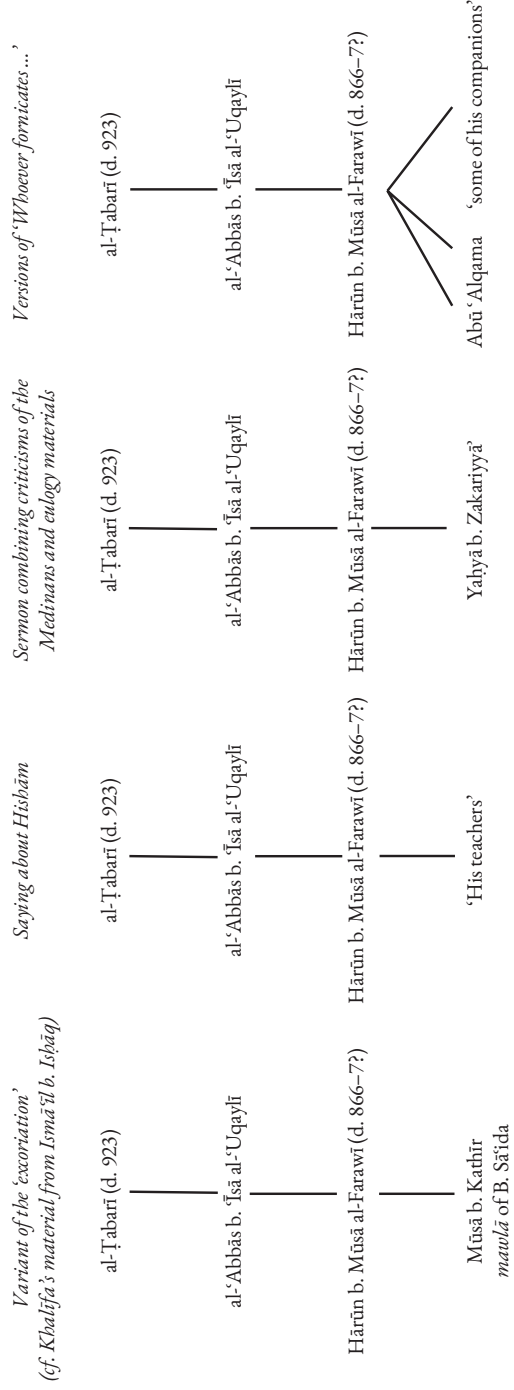 Variant of the ‘excoriation’
(cf. Khalīfa’s material from Ismāʿīl b. Isḥāq)
al-Ṭabarī (d. 923)
al-ʿAbbās b. ʿĪsā al-ʿUqaylī
Hārūn b. Mūsā al-Farawī (d. 866–7?)
Mūsā b. Kathīr
mawlā of B. Sāʿida
Saying about Hishām
al-Ṭabarī (d. 923)
al-ʿAbbās b. ʿĪsā al-ʿUqaylī
Hārūn b. Mūsā al-Farawī (d. 866–7?)
‘His teachers’
Sermon combining criticisms of the
Medinans and eulogy materials
al-Ṭabarī (d. 923)
al-ʿAbbās b. ʿĪsā al-ʿUqaylī
Hārūn b. Mūsā al-Farawī (d. 866–7?)
Yaḥyā b. Zakariyyāʾ
Versions of ‘Whoever fornicates ...’
al-Ṭabarī (d. 923)
al-ʿAbbās b. ʿĪsā al-ʿUqaylī
Hārūn b. Mūsā al-Farawī (d. 866–7?)
Abū ʿAlqama ‘some of his companions’